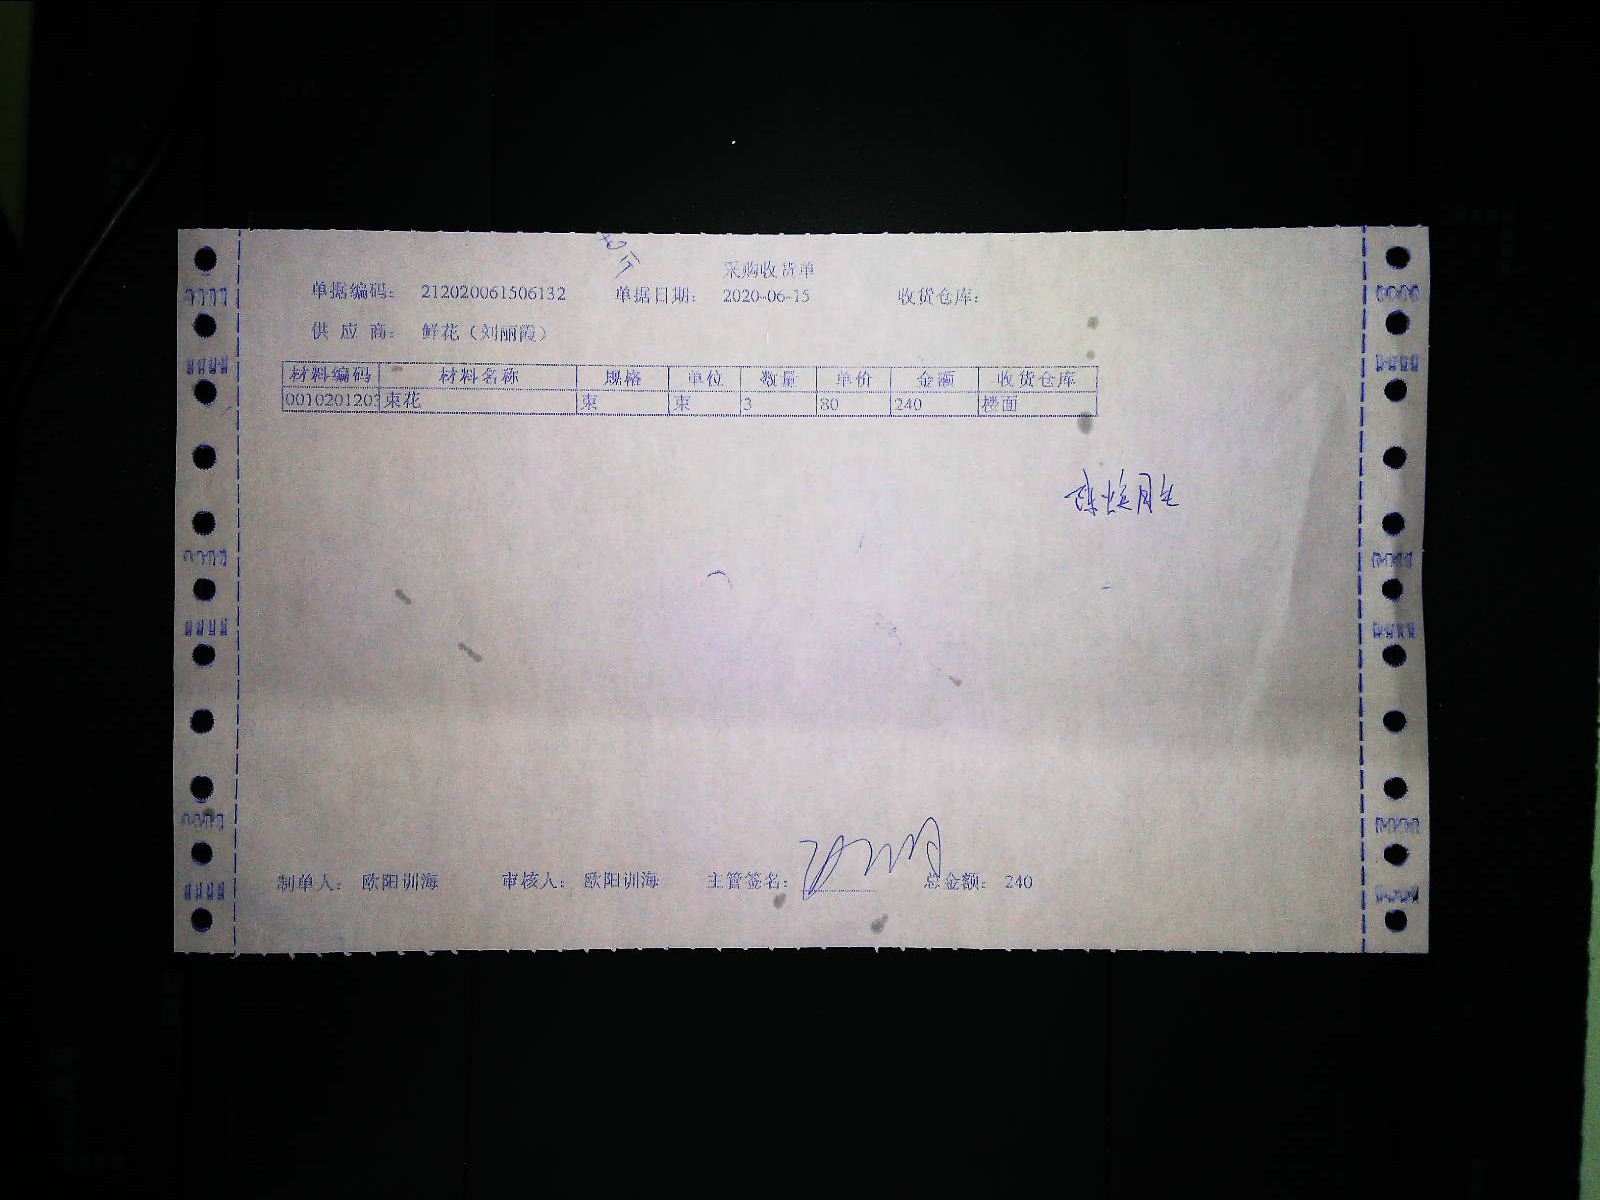 采购收货单
单据编码： 212020061506132 单据日期： 2020-06-15 收货仓库：
供 应 商： 鲜花（刘丽霞）
材料编码 材料名称 规格 单位 数量 单价 金额 收货仓库
0010201203 束花 束 束 3 80 240 楼面
制单人： 欧阳训海 审核人： 欧阳训海 主管签名： 总金额： 240